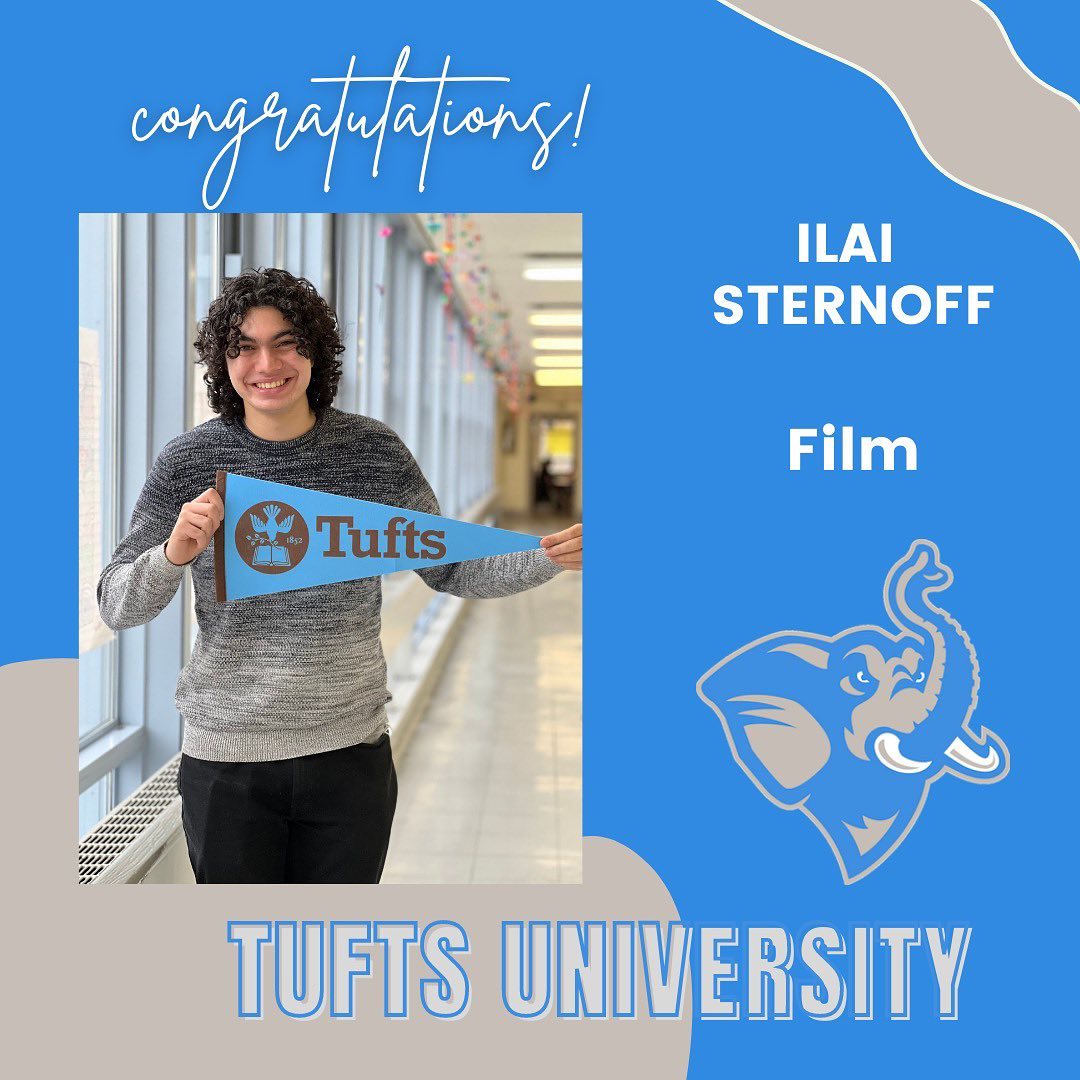 congratulations!
ILAI
STERNOFF
Film
1852
Tufts
TUFTS UNIVERSITY